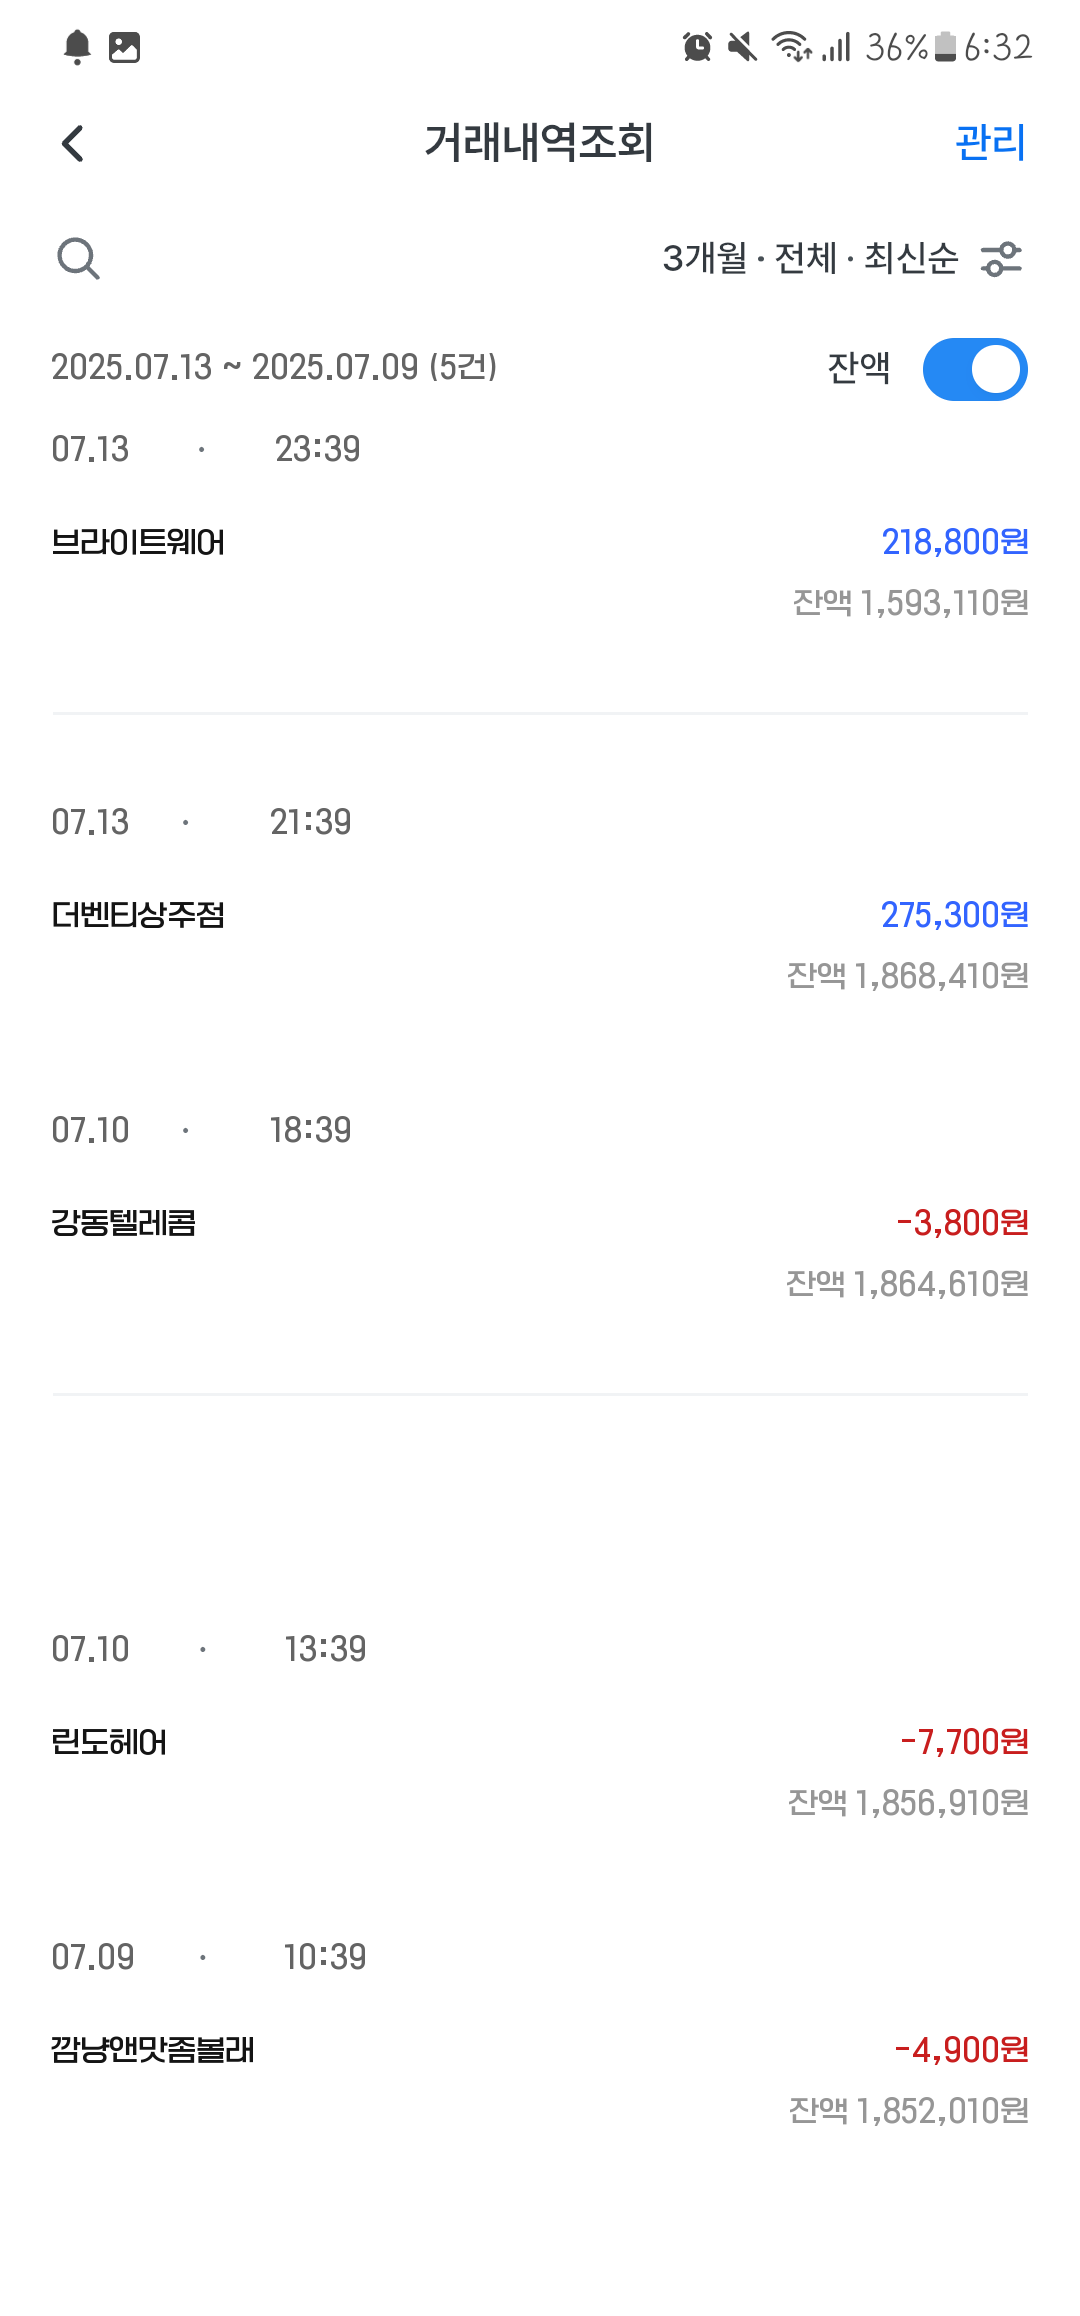 36% 6:32
거래내역조회 관리
3개월 · 전체 · 최신순
2025.07.13 ~ 2025.07.09 (5건) 잔액
07.13 · 23:39
브라이트웨어 218,800원
잔액 1,593,110원
07.13 · 21:39
더벤티상주점 275,300원
잔액 1,868,410원
07.10 · 18:39
강동텔레콤 -3,800원
잔액 1,864,610원
07.10 · 13:39
린도헤어 -7,700원
잔액 1,856,910원
07.09 · 10:39
깜냥앤맛좀볼래 -4,900원
잔액 1,852,010원